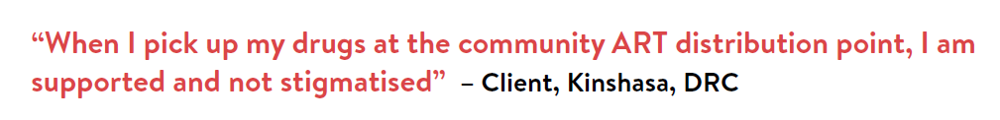 “When I pick up my drugs at the community ART distribution point, I am
supported and not stigmatised” – Client, Kinshasa, DRC